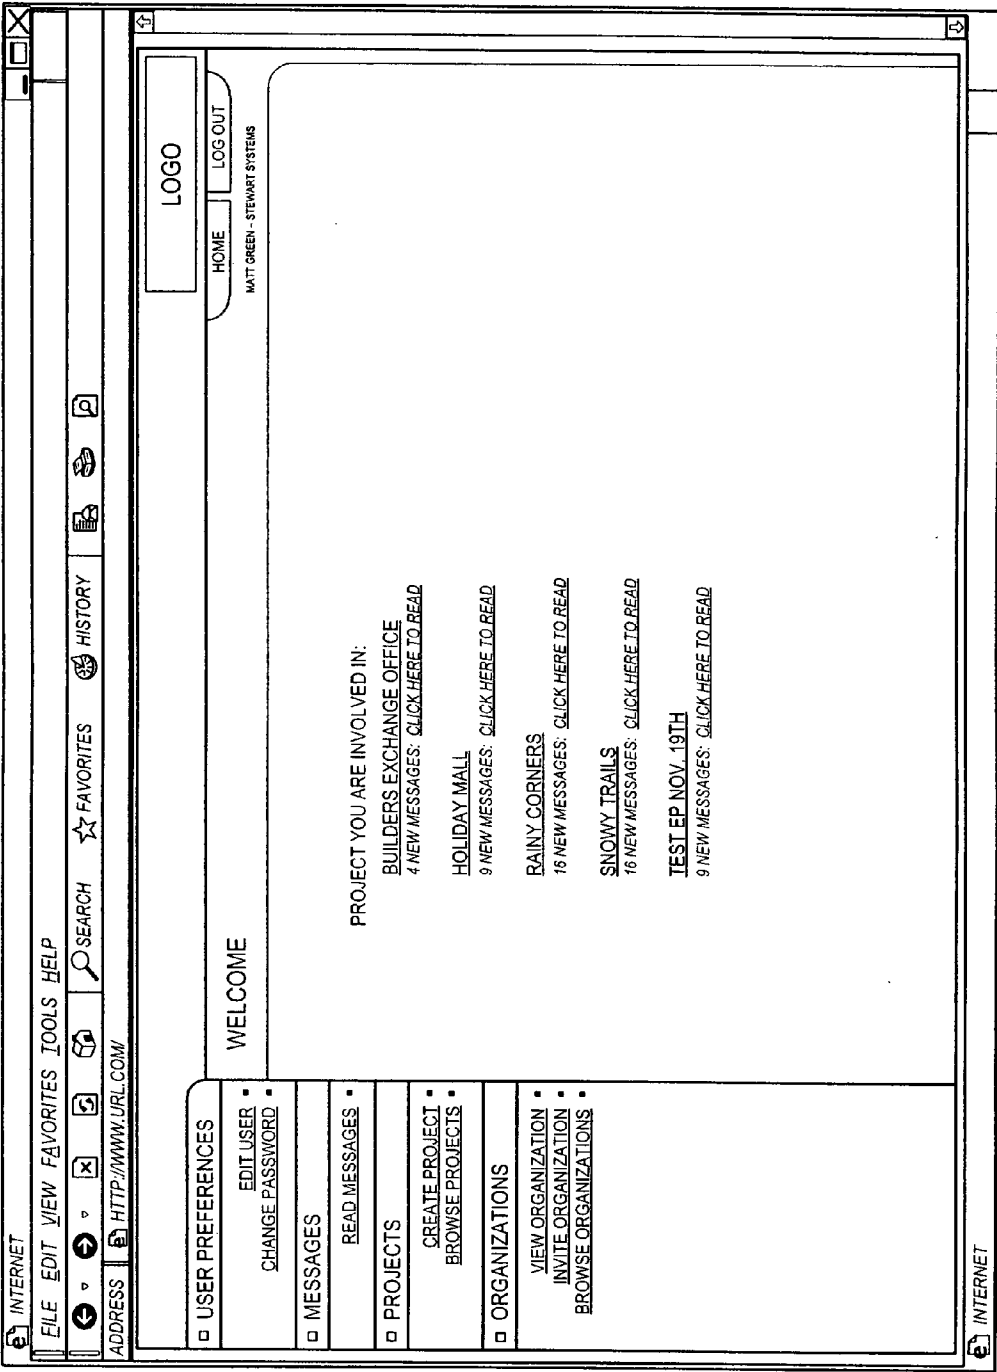 INTERNET
FILE EDIT VIEW FAVORITES TOOLS HELP
SEARCH FAVORITES HISTORY
ADDRESS HTTP://WWW.URL.COM/
LOGO
HOME LOG OUT
WELCOME
MATT GREEN - STEWART SYSTEMS
USER PREFERENCES
EDIT USER
CHANGE PASSWORD
MESSAGES
READ MESSAGES
PROJECTS
CREATE PROJECT
BROWSE PROJECTS
ORGANIZATIONS
VIEW ORGANIZATION
INVITE ORGANIZATION
BROWSE ORGANIZATIONS
PROJECT YOU ARE INVOLVED IN:
BUILDERS EXCHANGE OFFICE
4 NEW MESSAGES: CLICK HERE TO READ
HOLIDAY MALL
9 NEW MESSAGES: CLICK HERE TO READ
RAINY CORNERS
16 NEW MESSAGES: CLICK HERE TO READ
SNOWY TRAILS
16 NEW MESSAGES: CLICK HERE TO READ
TEST EP NOV. 19TH
9 NEW MESSAGES: CLICK HERE TO READ
INTERNET